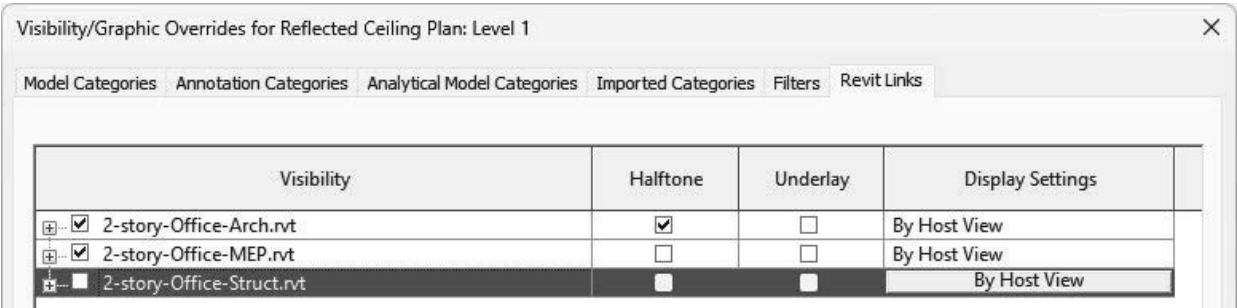 Visibility/Graphic Overrides for Reflected Ceiling Plan: Level 1
Model Categories Annotation Categories Analytical Model Categories Imported Categories Filters Revit Links
Visibility Halftone Underlay Display Settings
2-story-Office-Arch.rvt By Host View
2-story-Office-MEP.rvt By Host View
2-story-Office-Struct.rvt By Host View